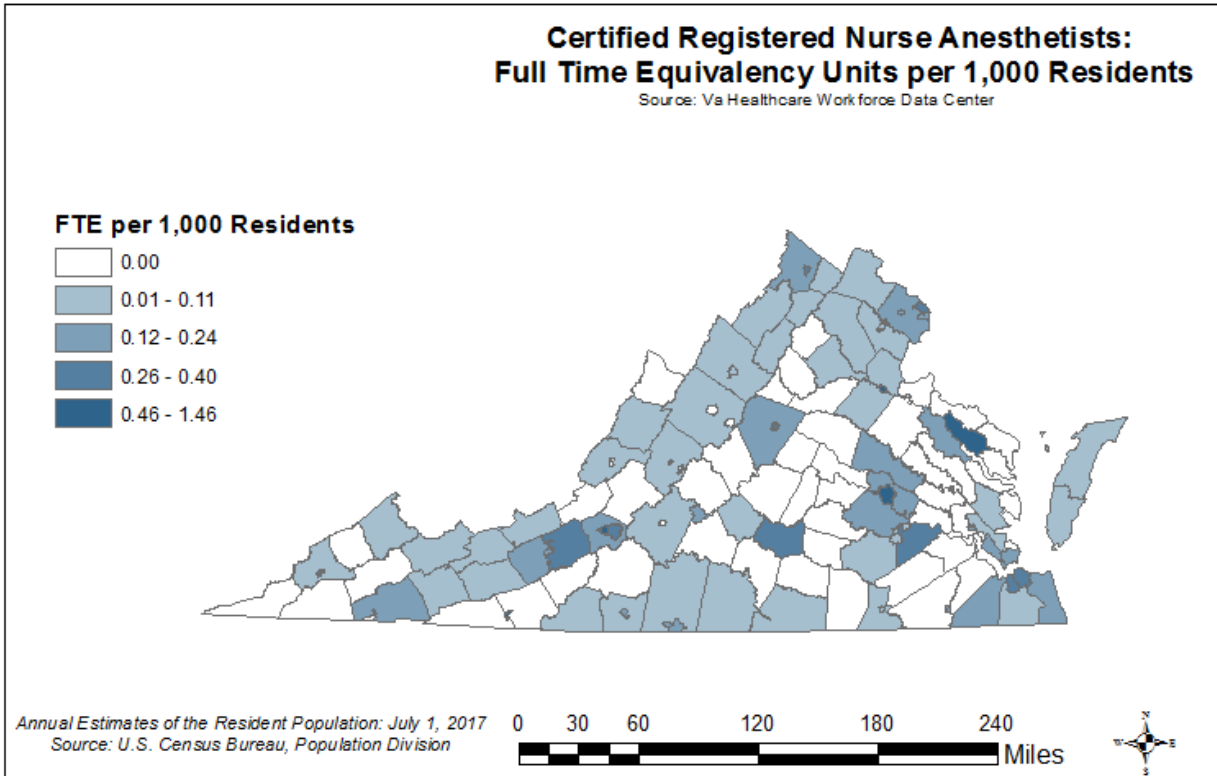 Certified Registered Nurse Anesthetists:
Full Time Equivalency Units per 1,000 Residents
Source: Va Healthcare Workforce Data Center
FTE per 1,000 Residents
0.00
0.01 - 0.11
0.12 - 0.24
0.26 - 0.40
0.46 - 1.46
Annual Estimates of the Resident Population: July 1, 2017
Source: U.S. Census Bureau, Population Division
0 30 60 120 180 240
Miles
N
W E
S